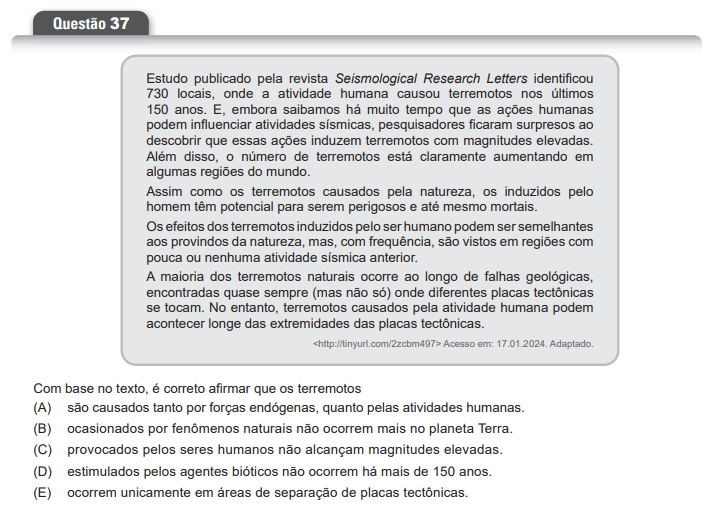 Questão 37
Estudo publicado pela revista Seismological Research Letters identificou
730 locais, onde a atividade humana causou terremotos nos últimos
150 anos. E, embora saibamos há muito tempo que as ações humanas
podem influenciar atividades sísmicas, pesquisadores ficaram surpresos ao
descobrir que essas ações induzem terremotos com magnitudes elevadas.
Além disso, o número de terremotos está claramente aumentando em
algumas regiões do mundo.
Assim como os terremotos causados pela natureza, os induzidos pelo
homem têm potencial para serem perigosos e até mesmo mortais.
Os efeitos dos terremotos induzidos pelo ser humano podem ser semelhantes
aos provindos da natureza, mas, com frequência, são vistos em regiões com
pouca ou nenhuma atividade sísmica anterior.
A maioria dos terremotos naturais ocorre ao longo de falhas geológicas,
encontradas quase sempre (mas não só) onde diferentes placas tectônicas
se tocam. No entanto, terremotos causados pela atividade humana podem
acontecer longe das extremidades das placas tectônicas.
<http://tinyurl.com/2zcbm497> Acesso em: 17.01.2024. Adaptado.
Com base no texto, é correto afirmar que os terremotos
(A) são causados tanto por forças endógenas, quanto pelas atividades humanas.
(B) ocasionados por fenômenos naturais não ocorrem mais no planeta Terra.
(C) provocados pelos seres humanos não alcançam magnitudes elevadas.
(D) estimulados pelos agentes bióticos não ocorrem há mais de 150 anos.
(E) ocorrem unicamente em áreas de separação de placas tectônicas.